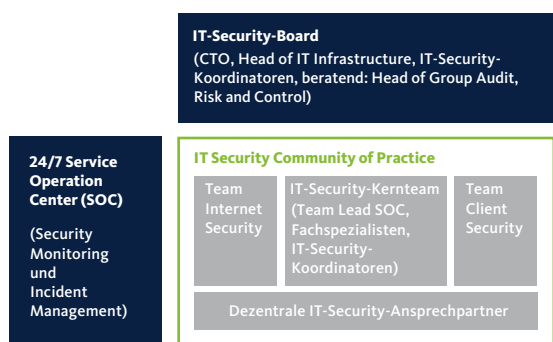 IT-Security-Board
(CTO, Head of IT Infrastructure, IT-Security-
Koordinatoren, beratend: Head of Group Audit,
Risk and Control)
24/7 Service
Operation
Center (SOC)
(Security
Monitoring
und
Incident
Management)
IT Security Community of Practice
Team
Internet
Security
IT-Security-Kernteam
(Team Lead SOC,
Fachspezialisten,
IT-Security-
Koordinatoren)
Team
Client
Security
Dezentrale IT-Security-Ansprechpartner